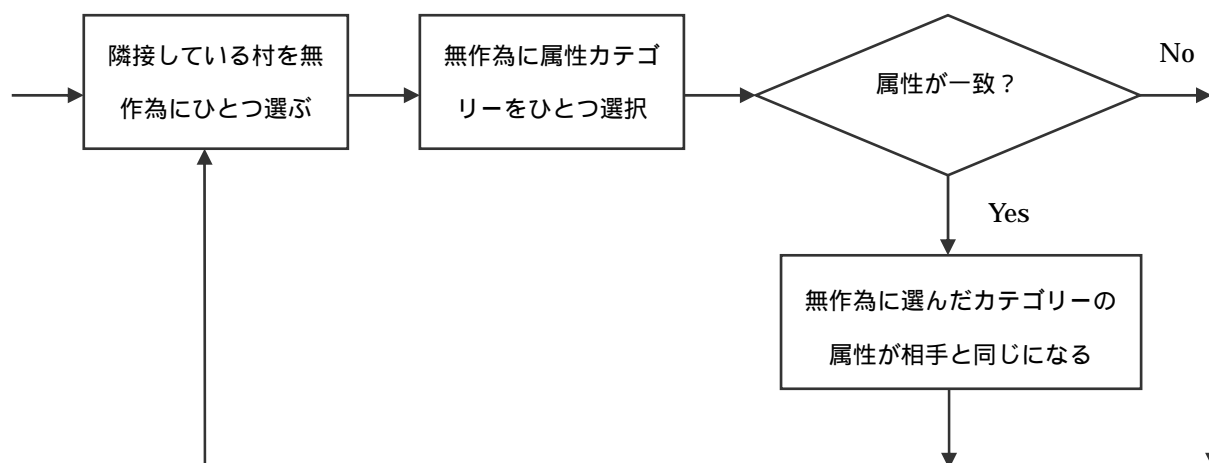 隣接している村を無
作為にひとつ選ぶ
無作為に属性カテゴ
リーをひとつ選択
属性が一致？
No
Yes
無作為に選んだカテゴリーの
属性が相手と同じになる